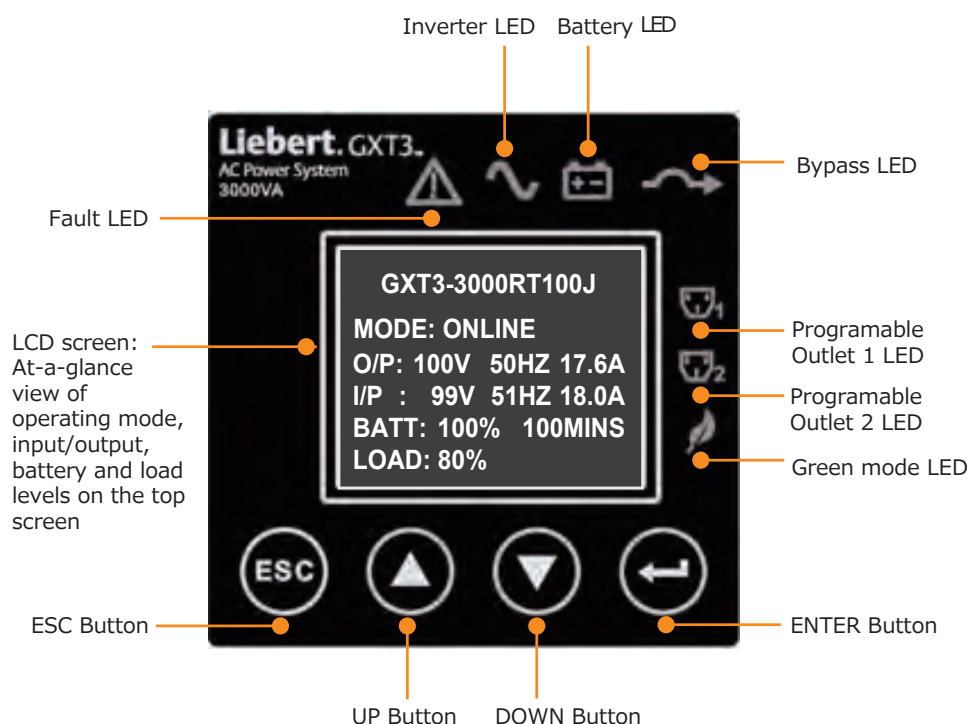 Inverter LED
Battery LED
Liebert. GXT3™
AC Power System
3000VA
Bypass LED
Fault LED
GXT3-3000RT100J
MODE: ONLINE
O/P: 100V 50HZ 17.6A
I/P : 99V 51HZ 18.0A
BATT: 100% 100MINS
LOAD: 80%
1
2
LCD screen:
At-a-glance
view of
operating mode,
input/output,
battery and load
levels on the top
screen
Programable
Outlet 1 LED
Programable
Outlet 2 LED
Green mode LED
ESC
ESC Button
ENTER Button
UP Button
DOWN Button